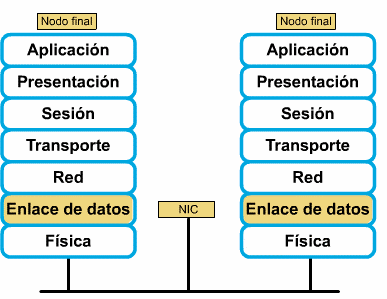 Nodo final
Aplicación
Presentación
Sesión
Transporte
Red
Enlace de datos
Física
NIC
Nodo final
Aplicación
Presentación
Sesión
Transporte
Red
Enlace de datos
Física